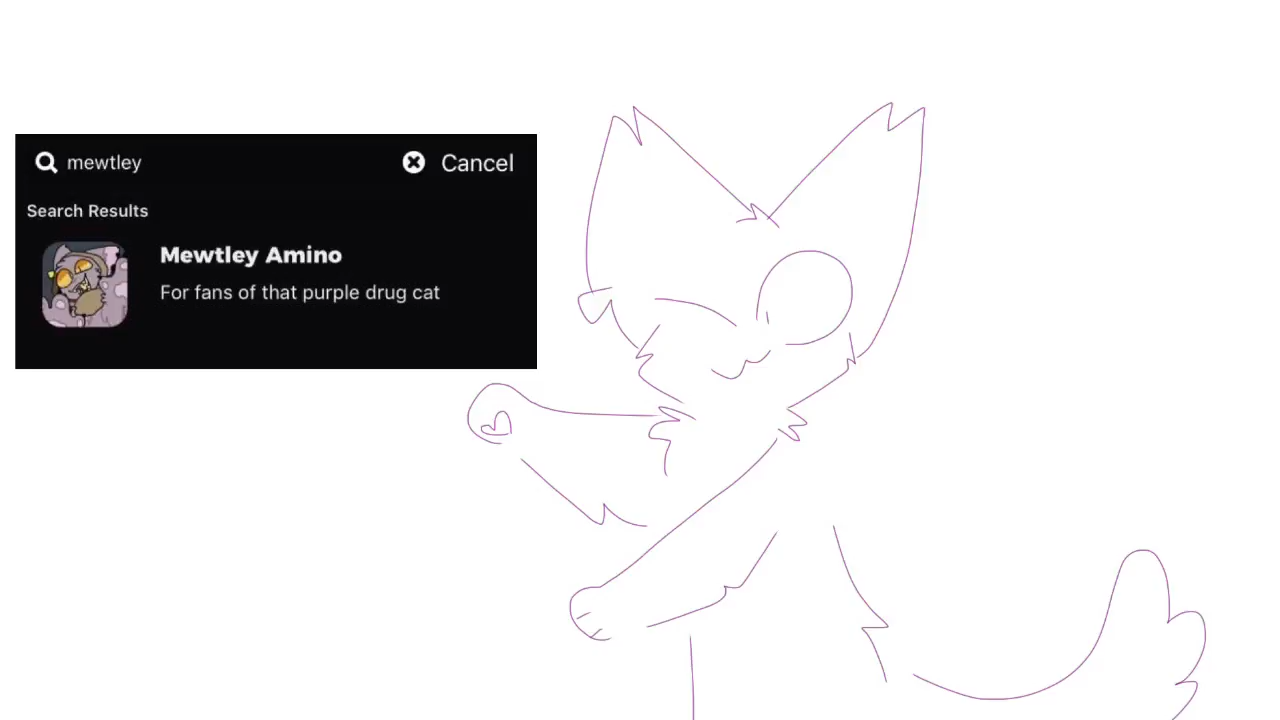 mewtley
Cancel
Search Results
Mewtley Amino
For fans of that purple drug cat